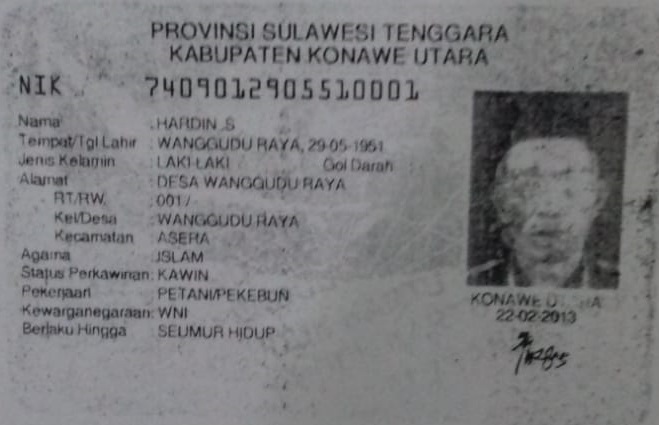 PROVINSI SULAWESI TENGGARA
KABUPATEN KONAWE UTARA
NIK 7409012905510001
Nama : HARDIN .S
Tempat/Tgl Lahir : WANGGUDU RAYA, 29-05-1951
Jenis Kelamin : LAKI-LAKI Gol Darah
Alamat : DESA WANGGUDU RAYA
RT/RW : 001/
Kel/Desa : WANGGUDU RAYA
Kecamatan : ASERA
Agama : ISLAM
Status Perkawinan: KAWIN
Pekerjaan : PETANI/PEKEBUN
Kewarganegaraan: WNI
Berlaku Hingga : SEUMUR HIDUP
KONAWE
22-02-2013